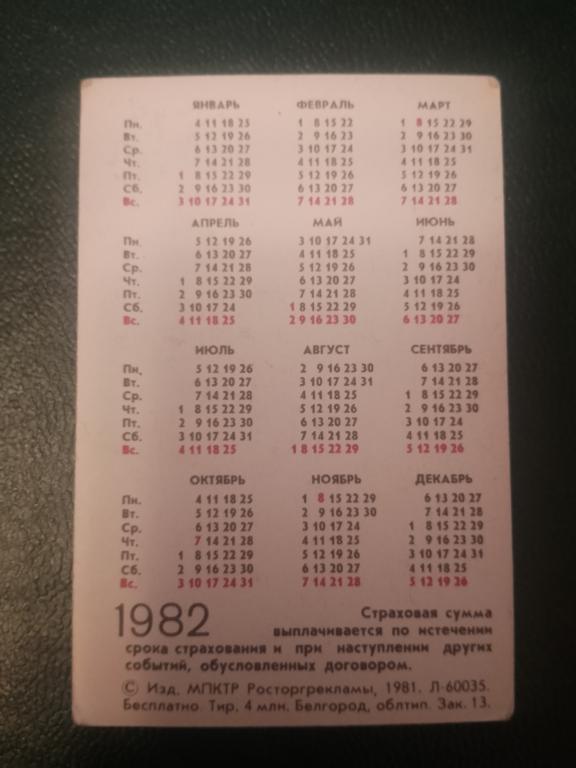 ЯНВАРЬ ФЕВРАЛЬ МАРТ
Пн. 4 11 18 25 1 8 15 22 1 8 15 22 29
Вт. 5 12 19 26 2 9 16 23 2 9 16 23 30
Ср. 6 13 20 27 3 10 17 24 3 10 17 24 31
Чт. 7 14 21 28 4 11 18 25 4 11 18 25
Пт. 1 8 15 22 29 5 12 19 26 5 12 19 26
Сб. 2 9 16 23 30 6 13 20 27 6 13 20 27
Вс. 3 10 17 24 31 7 14 21 28 7 14 21 28
АПРЕЛЬ МАЙ ИЮНЬ
Пн. 5 12 19 26 3 10 17 24 31 7 14 21 28
Вт. 6 13 20 27 4 11 18 25 1 8 15 22 29
Ср. 7 14 21 28 5 12 19 26 2 9 16 23 30
Чт. 1 8 15 22 29 6 13 20 27 3 10 17 24
Пт. 2 9 16 23 30 7 14 21 28 4 11 18 25
Сб. 3 10 17 24 1 8 15 22 29 5 12 19 26
Вс. 4 11 18 25 2 9 16 23 30 6 13 20 27
ИЮЛЬ АВГУСТ СЕНТЯБРЬ
Пн. 5 12 19 26 2 9 16 23 30 6 13 20 27
Вт. 6 13 20 27 3 10 17 24 31 7 14 21 28
Ср. 7 14 21 28 4 11 18 25 1 8 15 22 29
Чт. 1 8 15 22 29 5 12 19 26 2 9 16 23 30
Пт. 2 9 16 23 30 6 13 20 27 3 10 17 24
Сб. 3 10 17 24 31 7 14 21 28 4 11 18 25
Вс. 4 11 18 25 1 8 15 22 29 5 12 19 26
ОКТЯБРЬ НОЯБРЬ ДЕКАБРЬ
Пн. 4 11 18 25 1 8 15 22 29 6 13 20 27
Вт. 5 12 19 26 2 9 16 23 30 7 14 21 28
Ср. 6 13 20 27 3 10 17 24 1 8 15 22 29
Чт. 7 14 21 28 4 11 18 25 2 9 16 23 30
Пт. 1 8 15 22 29 5 12 19 26 3 10 17 24 31
Сб. 2 9 16 23 30 6 13 20 27 4 11 18 25
Вс. 3 10 17 24 31 7 14 21 28 5 12 19 26
1982 Страховая сумма
выплачивается по истечении
срока страхования и при наступлении других
событий, обусловленных договором.
© Изд. МПКТР Росторгрекламы, 1981. Л-60035.
Бесплатно. Тир. 4 млн. Белгород, облтип. Зак. 13.